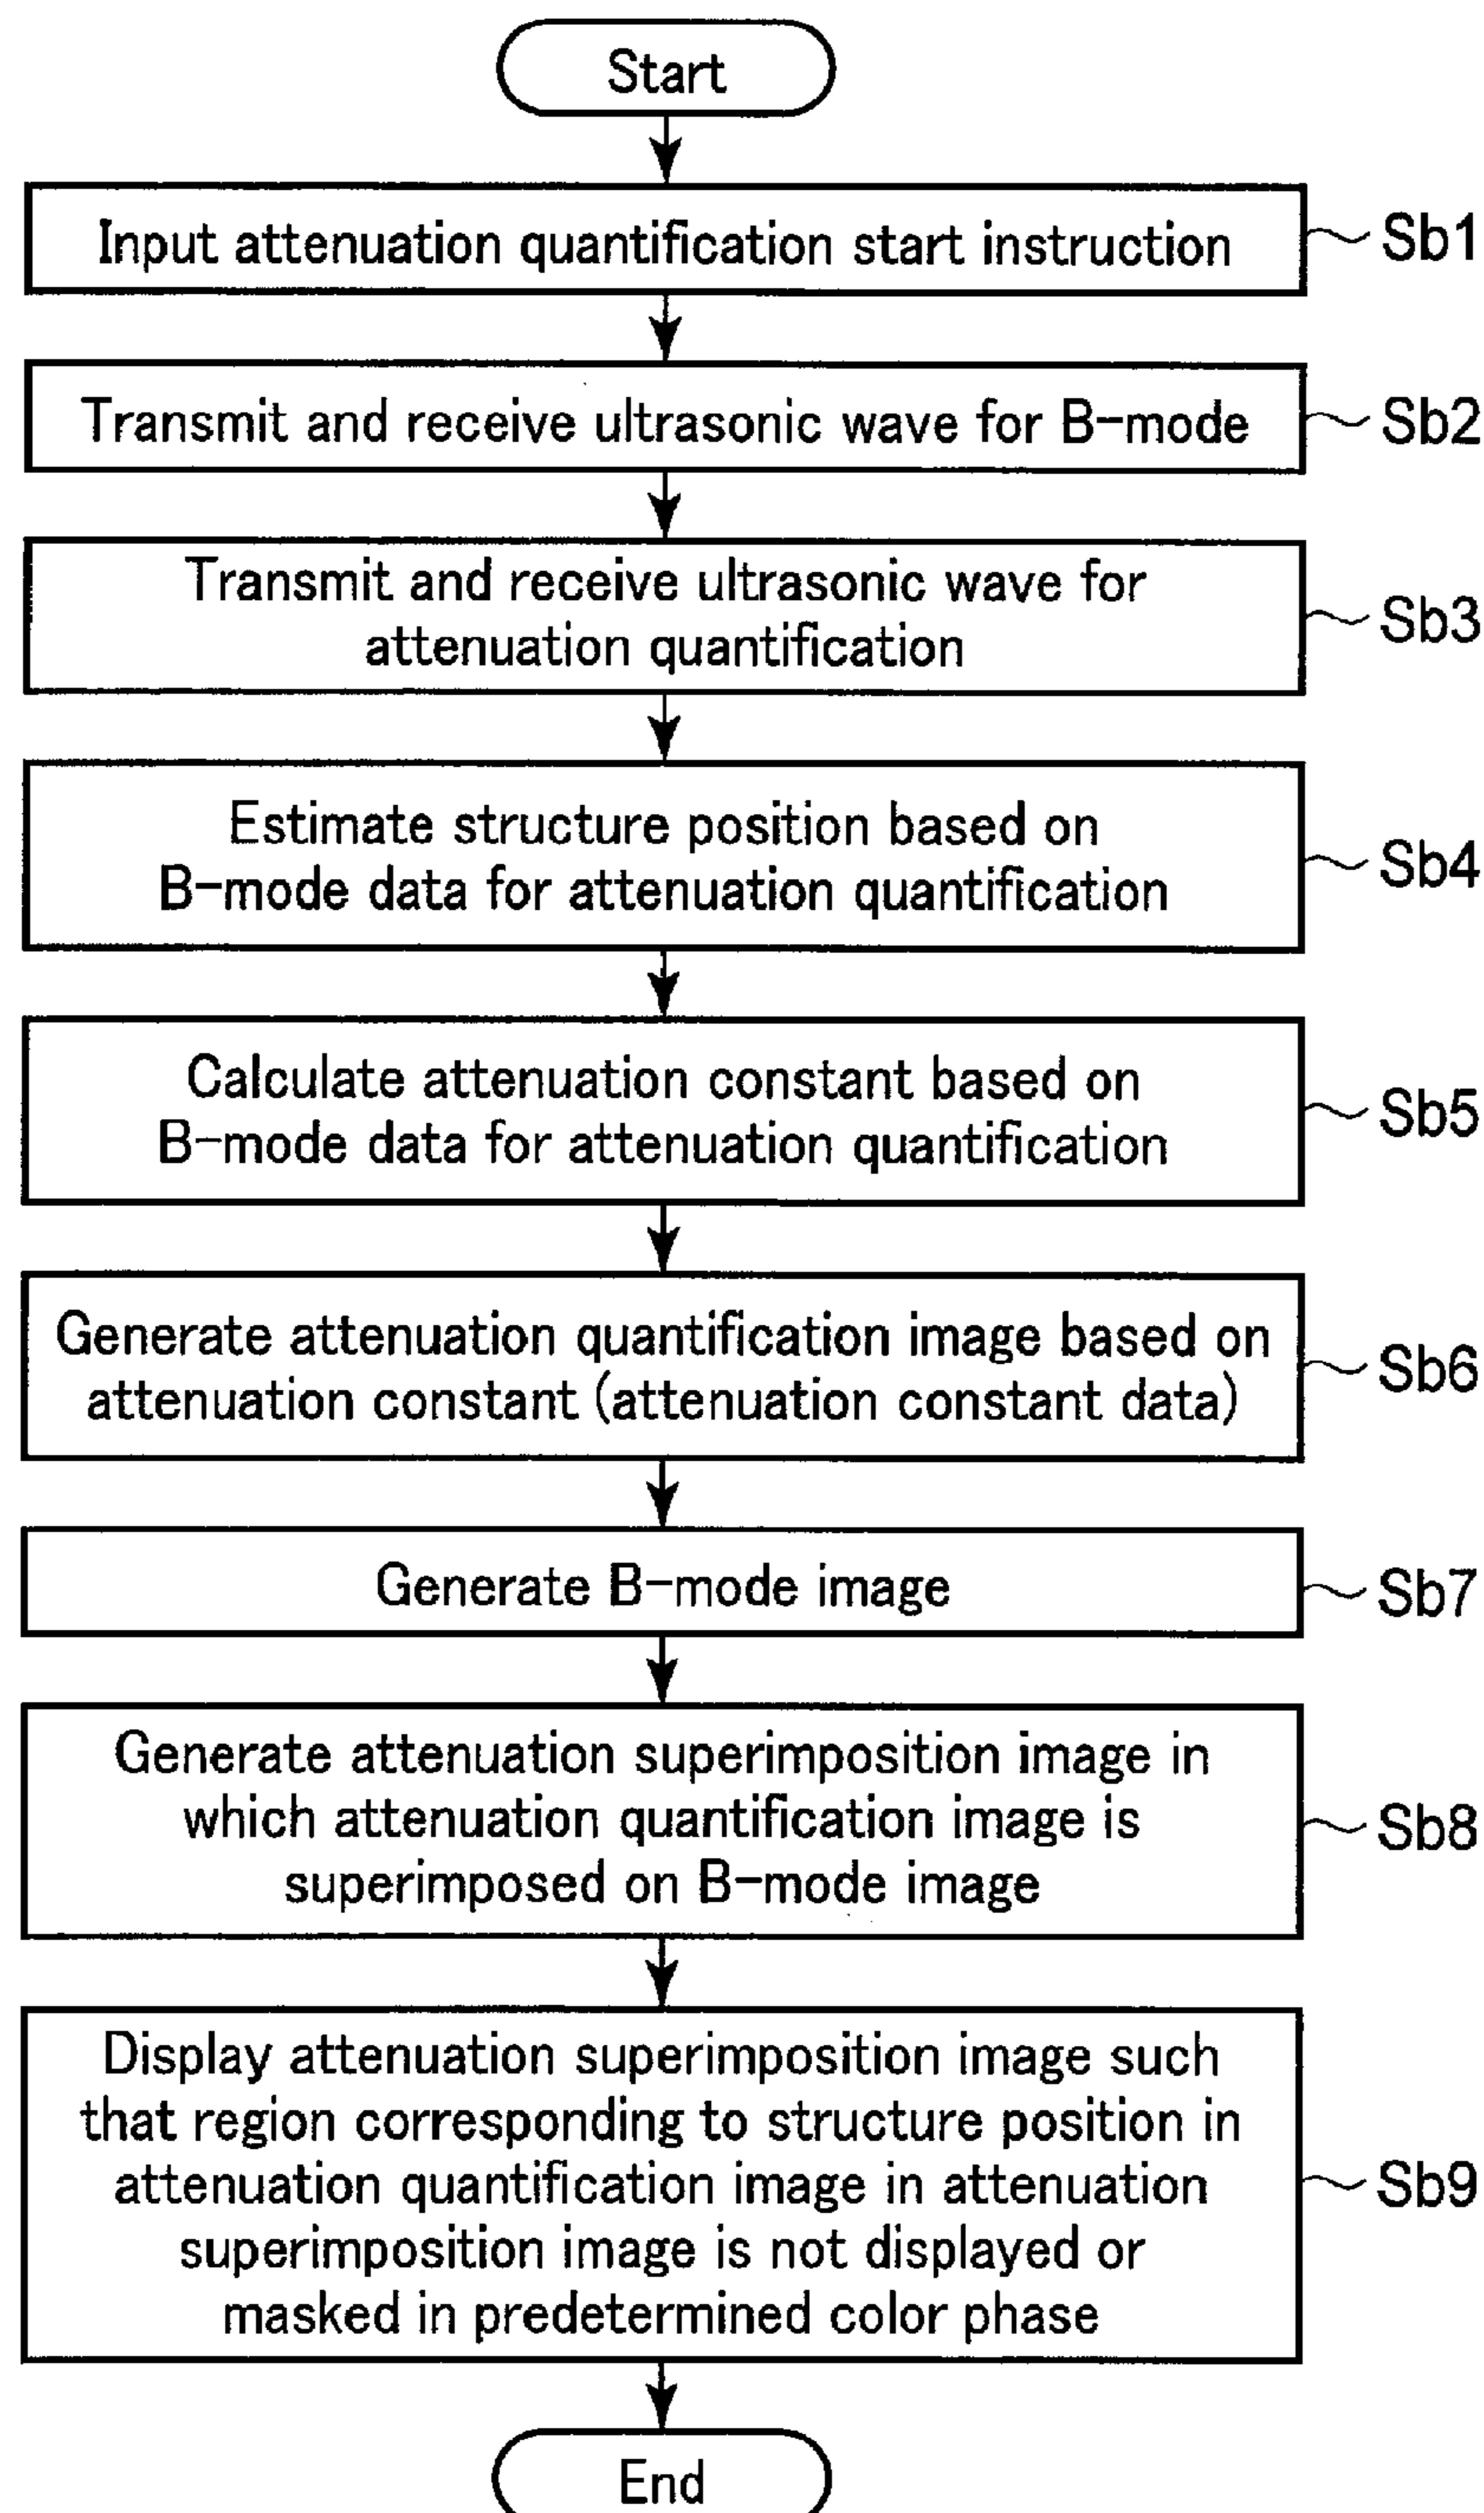 Start
Input attenuation quantification start instruction
Sb1
Transmit and receive ultrasonic wave for B-mode
Sb2
Transmit and receive ultrasonic wave for
attenuation quantification
Sb3
Estimate structure position based on
B-mode data for attenuation quantification
Sb4
Calculate attenuation constant based on
B-mode data for attenuation quantification
Sb5
Generate attenuation quantification image based on
attenuation constant (attenuation constant data)
Sb6
Generate B-mode image
Sb7
Generate attenuation superimposition image in
which attenuation quantification image is
superimposed on B-mode image
Sb8
Display attenuation superimposition image such
that region corresponding to structure position in
attenuation quantification image in attenuation
superimposition image is not displayed or
masked in predetermined color phase
Sb9
End